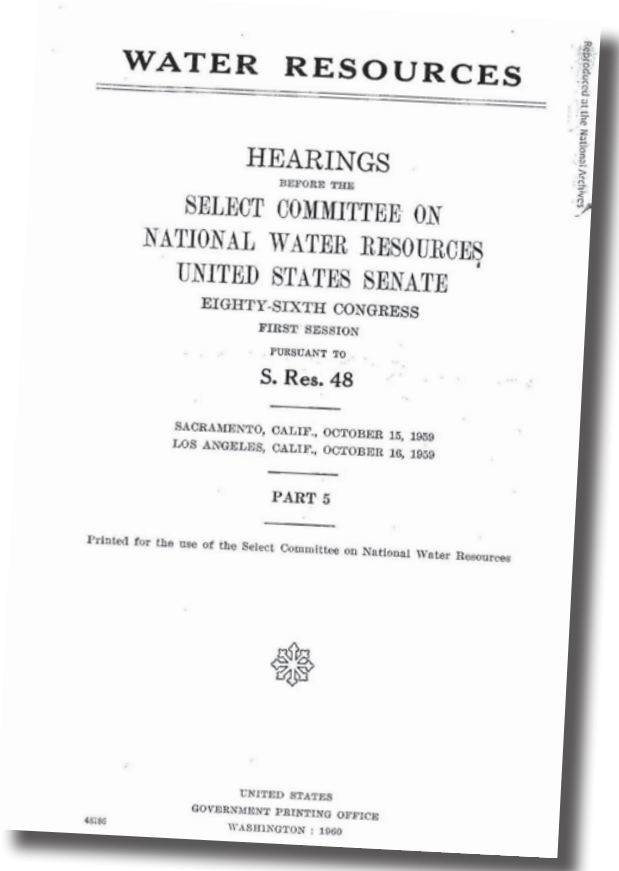 WATER RESOURCES
HEARINGS
BEFORE THE
SELECT COMMITTEE ON
NATIONAL WATER RESOURCES
UNITED STATES SENATE
EIGHTY-SIXTH CONGRESS
FIRST SESSION
PURSUANT TO
S. Res. 48
SACRAMENTO, CALIF., OCTOBER 15, 1959
LOS ANGELES, CALIF., OCTOBER 16, 1959
PART 5
Printed for the use of the Select Committee on National Water Resources
UNITED STATES
GOVERNMENT PRINTING OFFICE
WASHINGTON : 1960
Reproduced at the National Archives